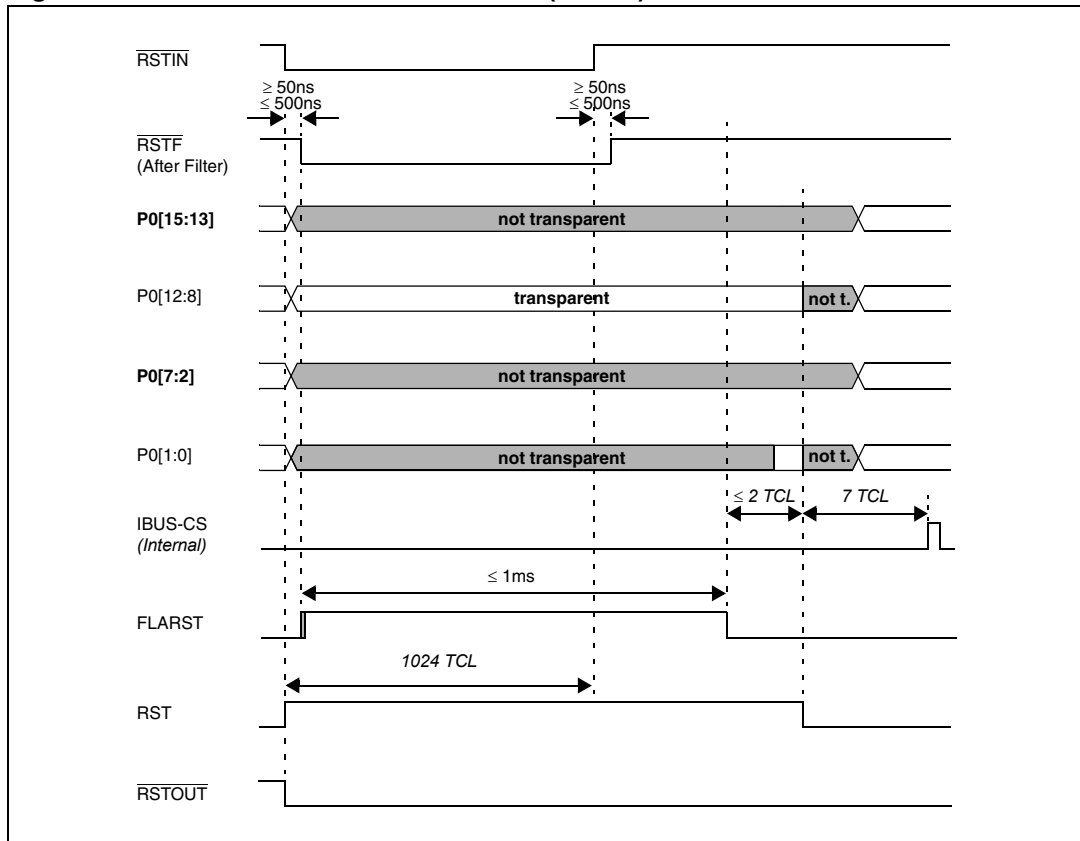 RSTIN
≥ 50ns
≤ 500ns
≥ 50ns
≤ 500ns
RSTF
(After Filter)
P0[15:13]
not transparent
P0[12:8]
transparent
not t.
P0[7:2]
not transparent
P0[1:0]
not transparent
not t.
≤ 2 TCL
7 TCL
IBUS-CS
(Internal)
≤ 1ms
FLARST
1024 TCL
RST
RSTOUT